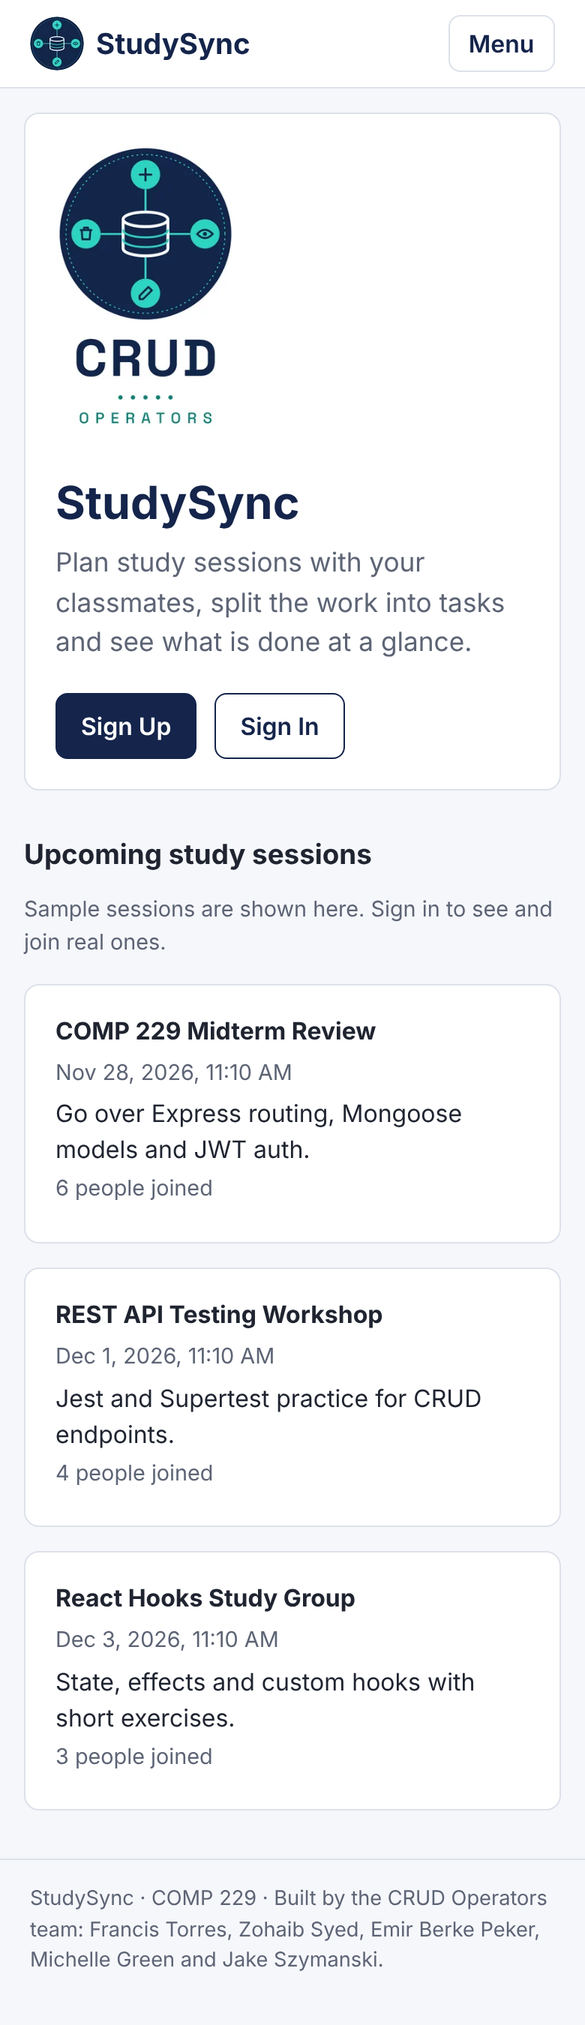 StudySync
Menu
CRUD
OPERATORS
StudySync
Plan study sessions with your
classmates, split the work into tasks
and see what is done at a glance.
Sign Up
Sign In
Upcoming study sessions
Sample sessions are shown here. Sign in to see and
join real ones.
COMP 229 Midterm Review
Nov 28, 2026, 11:10 AM
Go over Express routing, Mongoose
models and JWT auth.
6 people joined
REST API Testing Workshop
Dec 1, 2026, 11:10 AM
Jest and Supertest practice for CRUD
endpoints.
4 people joined
React Hooks Study Group
Dec 3, 2026, 11:10 AM
State, effects and custom hooks with
short exercises.
3 people joined
StudySync · COMP 229 · Built by the CRUD Operators
team: Francis Torres, Zohaib Syed, Emir Berke Peker,
Michelle Green and Jake Szymanski.